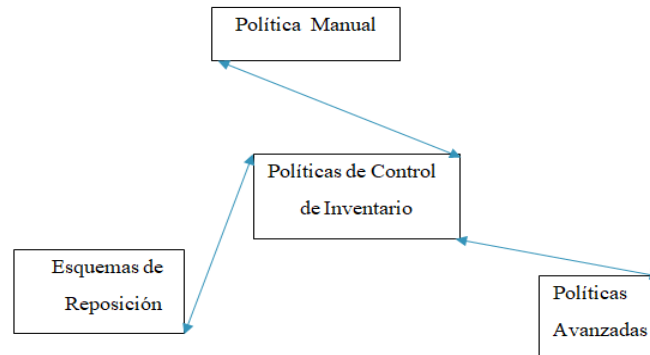 Política Manual
Políticas de Control
de Inventario
Esquemas de
Reposición
Políticas
Avanzadas